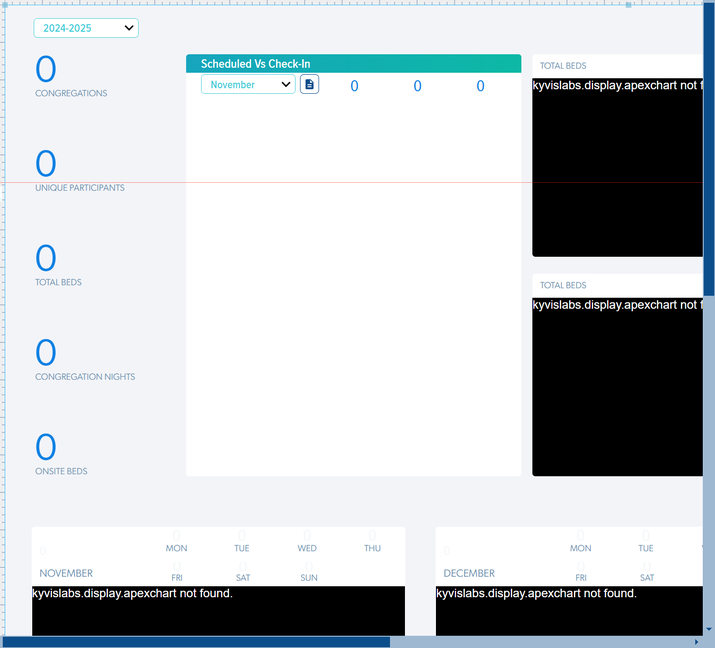 2024-2025
0
CONGREGATIONS
0
UNIQUE PARTICIPANTS
0
TOTAL BEDS
0
CONGREGATION NIGHTS
0
ONSITE BEDS
Scheduled Vs Check-In
November 0 0 0
TOTAL BEDS
kyvislabs.display.apexchart not f
TOTAL BEDS
kyvislabs.display.apexchart not f
0 0 0 0
0
MON TUE WED THU
0 0 0
NOVEMBER FRI SAT SUN
kyvislabs.display.apexchart not found.
0 0
0
MON TUE
0 0
DECEMBER FRI SAT
kyvislabs.display.apexchart not found.